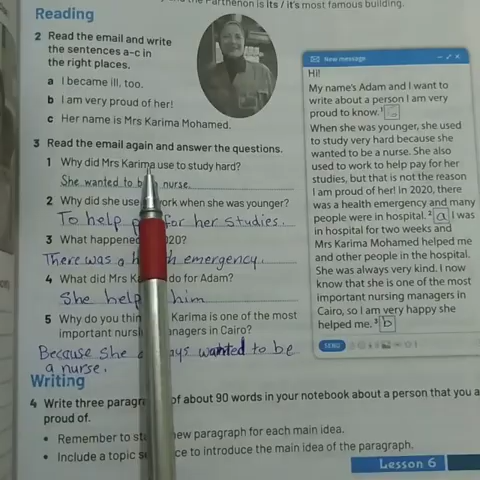 the Parthenon is its / it's most famous building.
Reading
2 Read the email and write
the sentences a-c in
the right places.
a I became ill, too.
b I am very proud of her!
c Her name is Mrs Karima Mohamed.
3 Read the email again and answer the questions.
1 Why did Mrs Karima use to study hard?
She wanted to nurse.
2 Why did she use work when she was younger?
To help for her studies.
3 What happened 2020?
There was a emergency.
4 What did Mrs do for Adam?
She help him
5 Why do you Karima is one of the most
important managers in Cairo?
Because she wanted to be
a nurse.
Writing
4 Write three of about 90 words in your notebook about a person that you a
proud of.
• Remember to new paragraph for each main idea.
• Include a topic to introduce the main idea of the paragraph.
New message
Hi!
My name's Adam and I want to
write about a person I am very
proud to know. 1
When she was younger, she used
to study very hard because she
wanted to be a nurse. She also
used to work to help pay for her
studies, but that is not the reason
I am proud of her! In 2020, there
was a health emergency and many
people were in hospital. 2 a I was
in hospital for two weeks and
Mrs Karima Mohamed helped me
and other people in the hospital.
She was always very kind. I now
know that she is one of the most
important nursing managers in
Cairo, so I am very happy she
helped me. 3 b
SEND
Lesson 6